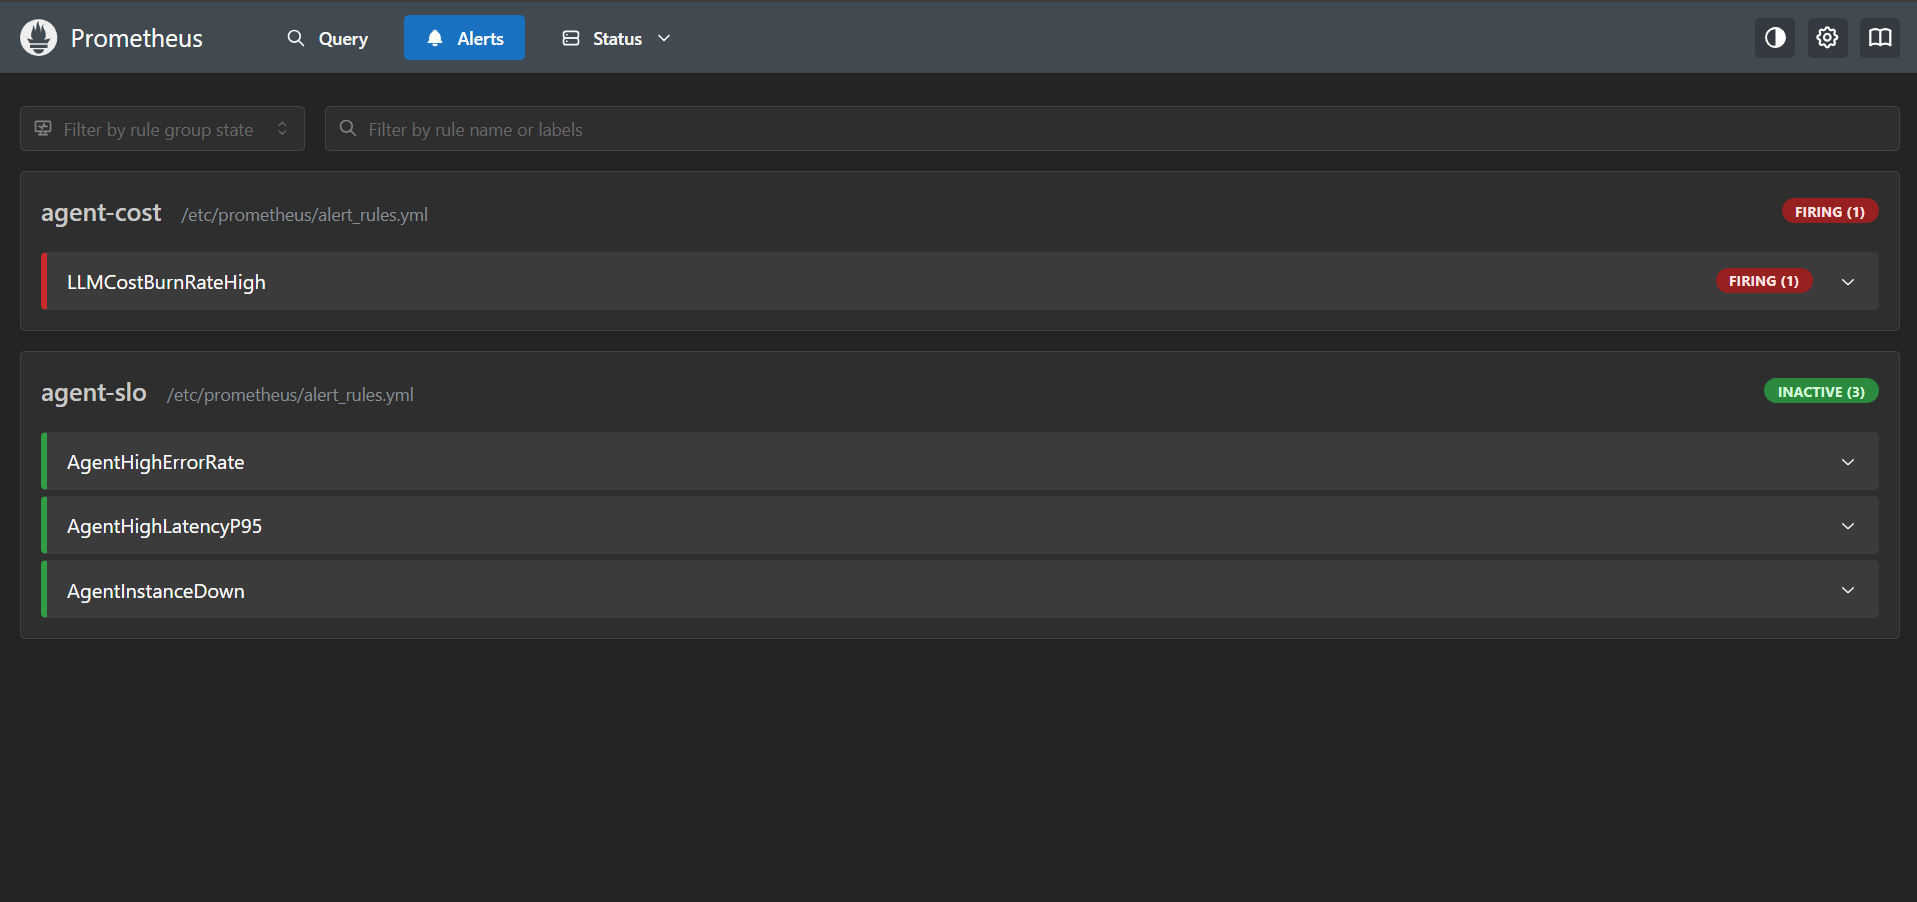 Prometheus
Query
Alerts
Status
Filter by rule group state
Filter by rule name or labels
agent-cost /etc/prometheus/alert_rules.yml FIRING (1)
LLMCostBurnRateHigh FIRING (1)
agent-slo /etc/prometheus/alert_rules.yml INACTIVE (3)
AgentHighErrorRate
AgentHighLatencyP95
AgentInstanceDown